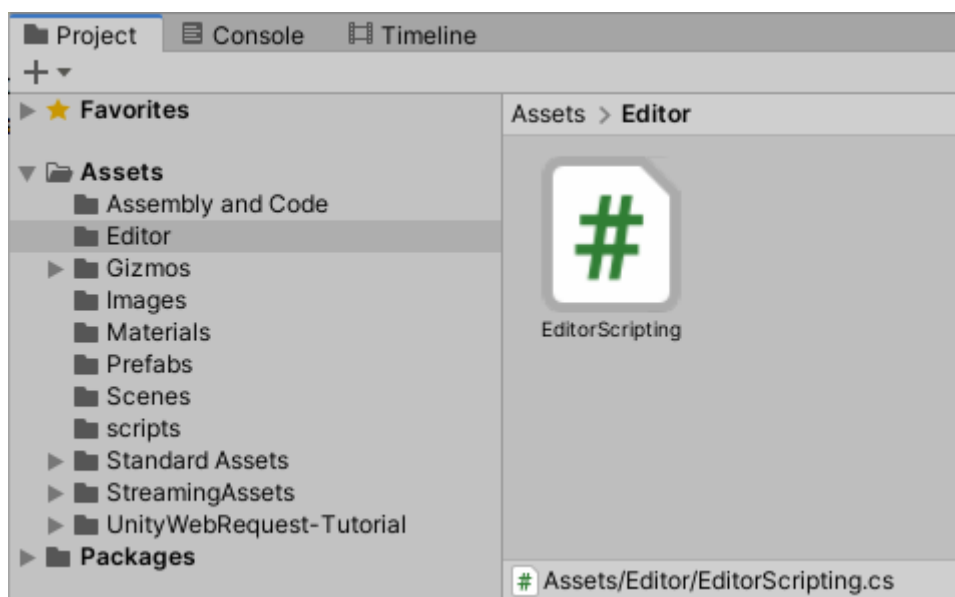 Project Console Timeline
Favorites
Assets
Assembly and Code
Editor
Gizmos
Images
Materials
Prefabs
Scenes
scripts
Standard Assets
StreamingAssets
UnityWebRequest-Tutorial
Packages
Assets > Editor
#
EditorScripting
# Assets/Editor/EditorScripting.cs